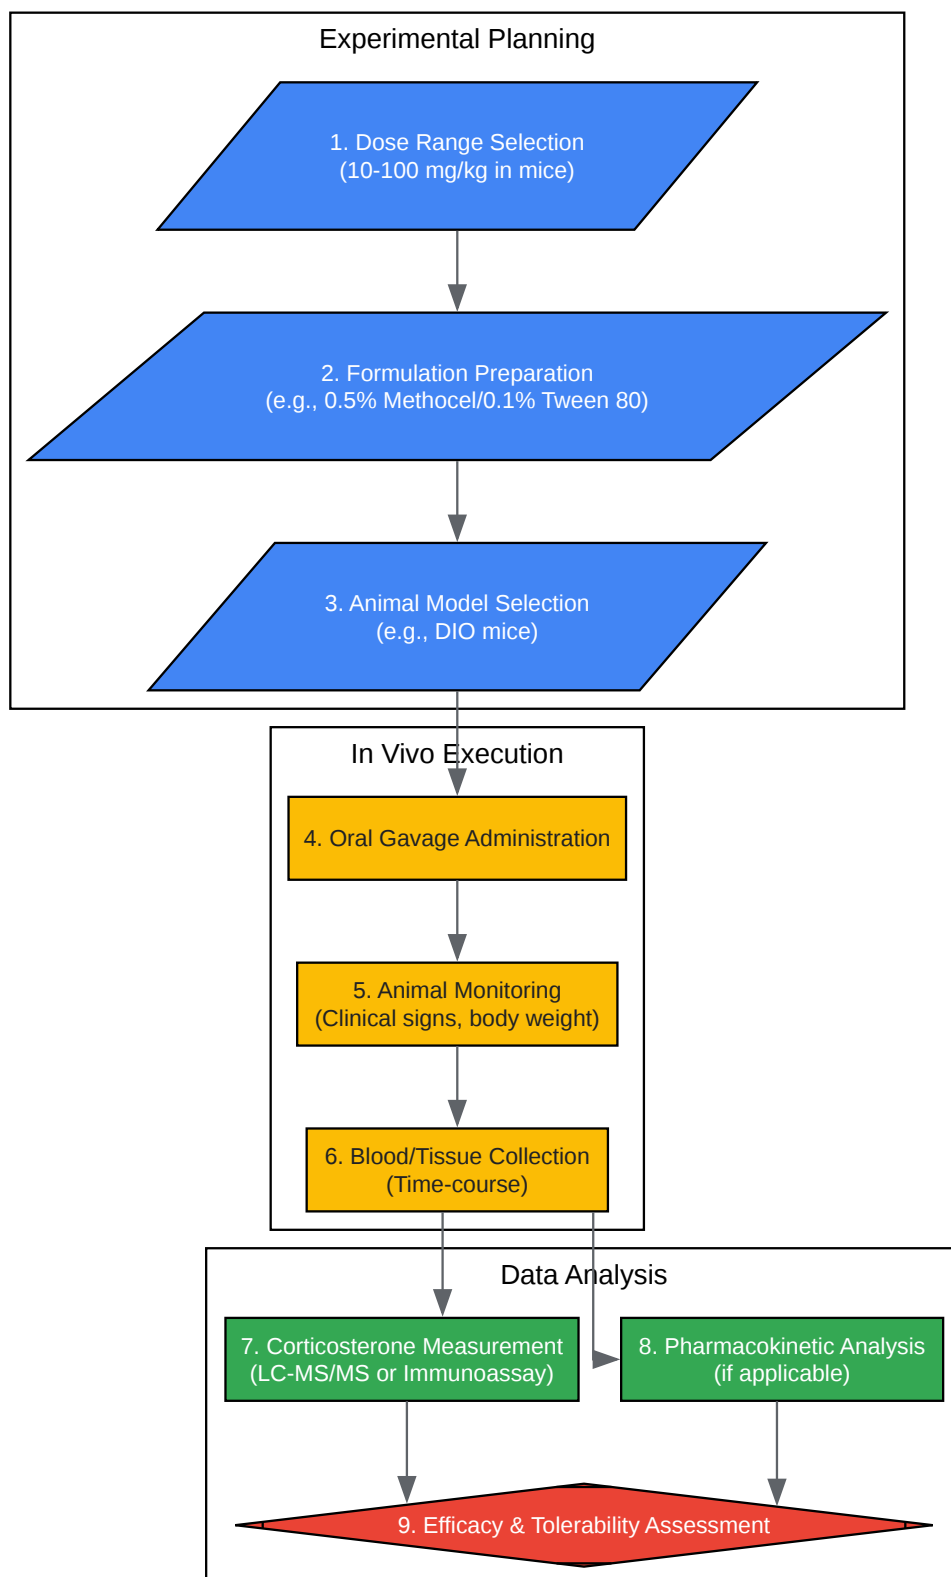 Experimental Planning
1. Dose Range Selection
(10-100 mg/kg in mice)
2. Formulation Preparation
(e.g., 0.5% Methocel/0.1% Tween 80)
3. Animal Model Selection
(e.g., DIO mice)
In Vivo Execution
4. Oral Gavage Administration
5. Animal Monitoring
(Clinical signs, body weight)
6. Blood/Tissue Collection
(Time-course)
Data Analysis
7. Corticosterone Measurement
(LC-MS/MS or Immunoassay)
8. Pharmacokinetic Analysis
(if applicable)
9. Efficacy & Tolerability Assessment